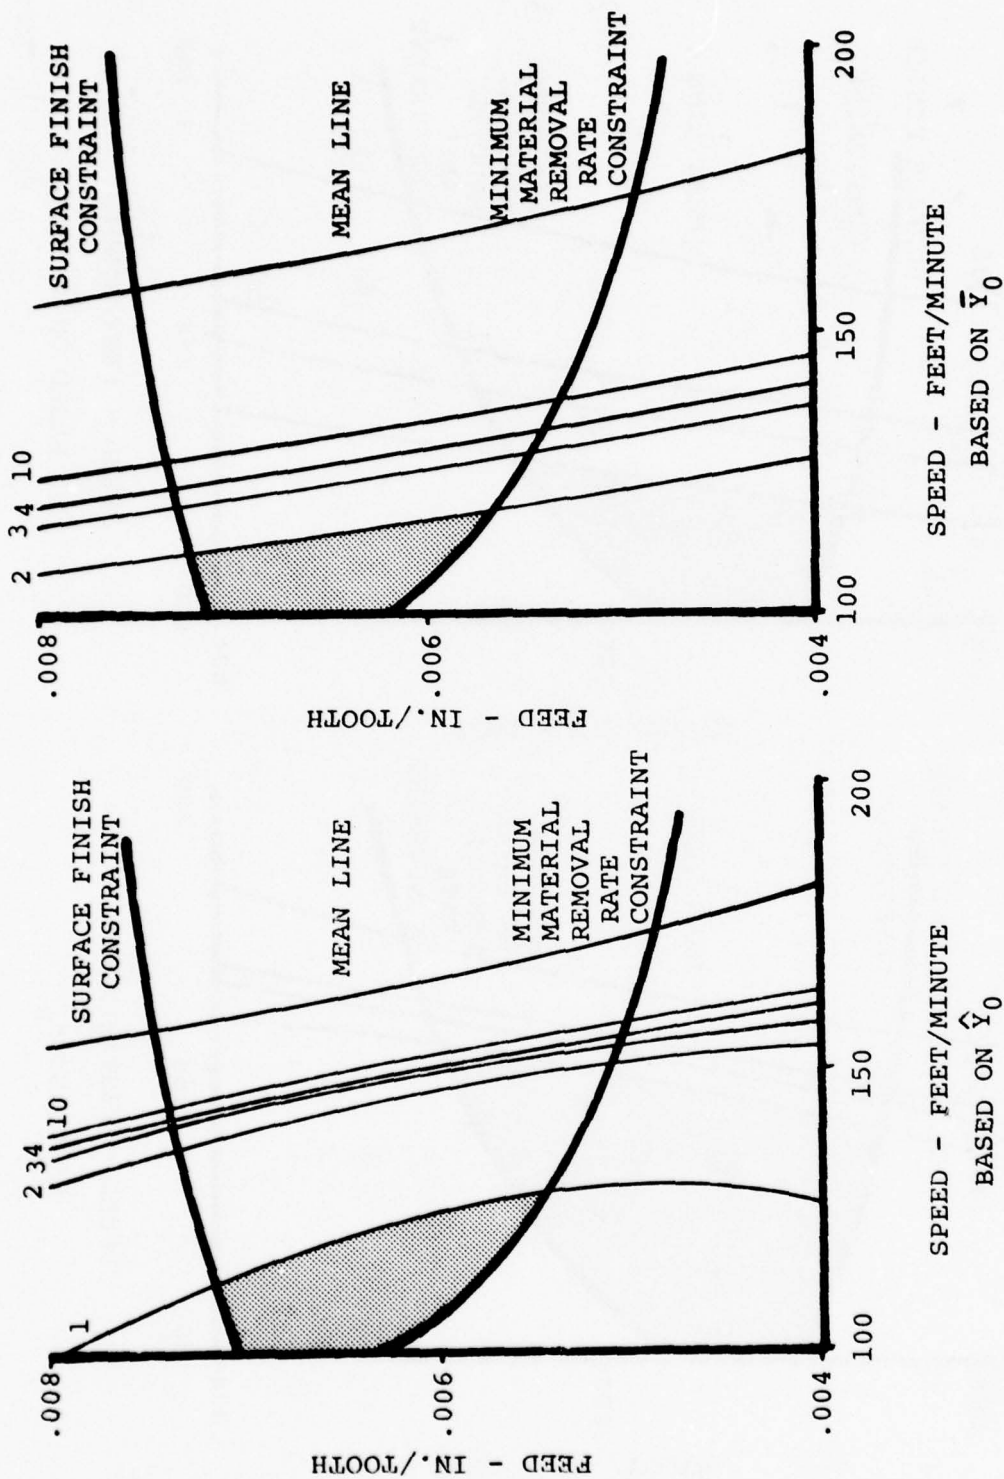 .008
.006
.004
FEED - IN./TOOTH
1
2
3
4
10
SURFACE FINISH
CONSTRAINT
MEAN LINE
MINIMUM
MATERIAL
REMOVAL
RATE
CONSTRAINT
100
150
200
SPEED - FEET/MINUTE
BASED ON Ŷ0
.008
.006
.004
FEED - IN./TOOTH
2
3
4
10
SURFACE FINISH
CONSTRAINT
MEAN LINE
MINIMUM
MATERIAL
REMOVAL
RATE
CONSTRAINT
100
150
200
SPEED - FEET/MINUTE
BASED ON Ȳ0